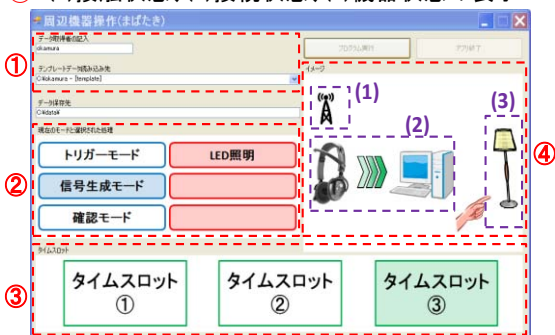 周辺機器操作(まばたき)
データ取得者の記入
okamura
プログラム実行
アプリ終了
テンプレートデータ読み込み先
C:¥okamura - [template]
イメージ
①
(1)
(3)
データ保存先
C:¥data¥
(2)
現在のモードと選択された処理
トリガーモード
LED照明
④
②
信号生成モード
確認モード
タイムスロット
③
タイムスロット
①
タイムスロット
②
タイムスロット
③